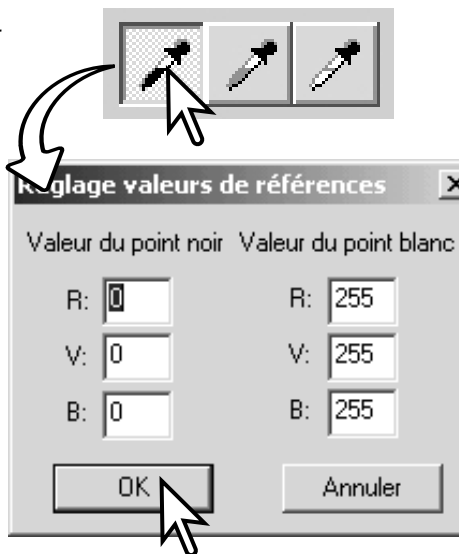 Réglage valeurs de références
Valeur du point noir Valeur du point blanc
R: 0 R: 255
V: 0 V: 255
B: 0 B: 255
OK Annuler